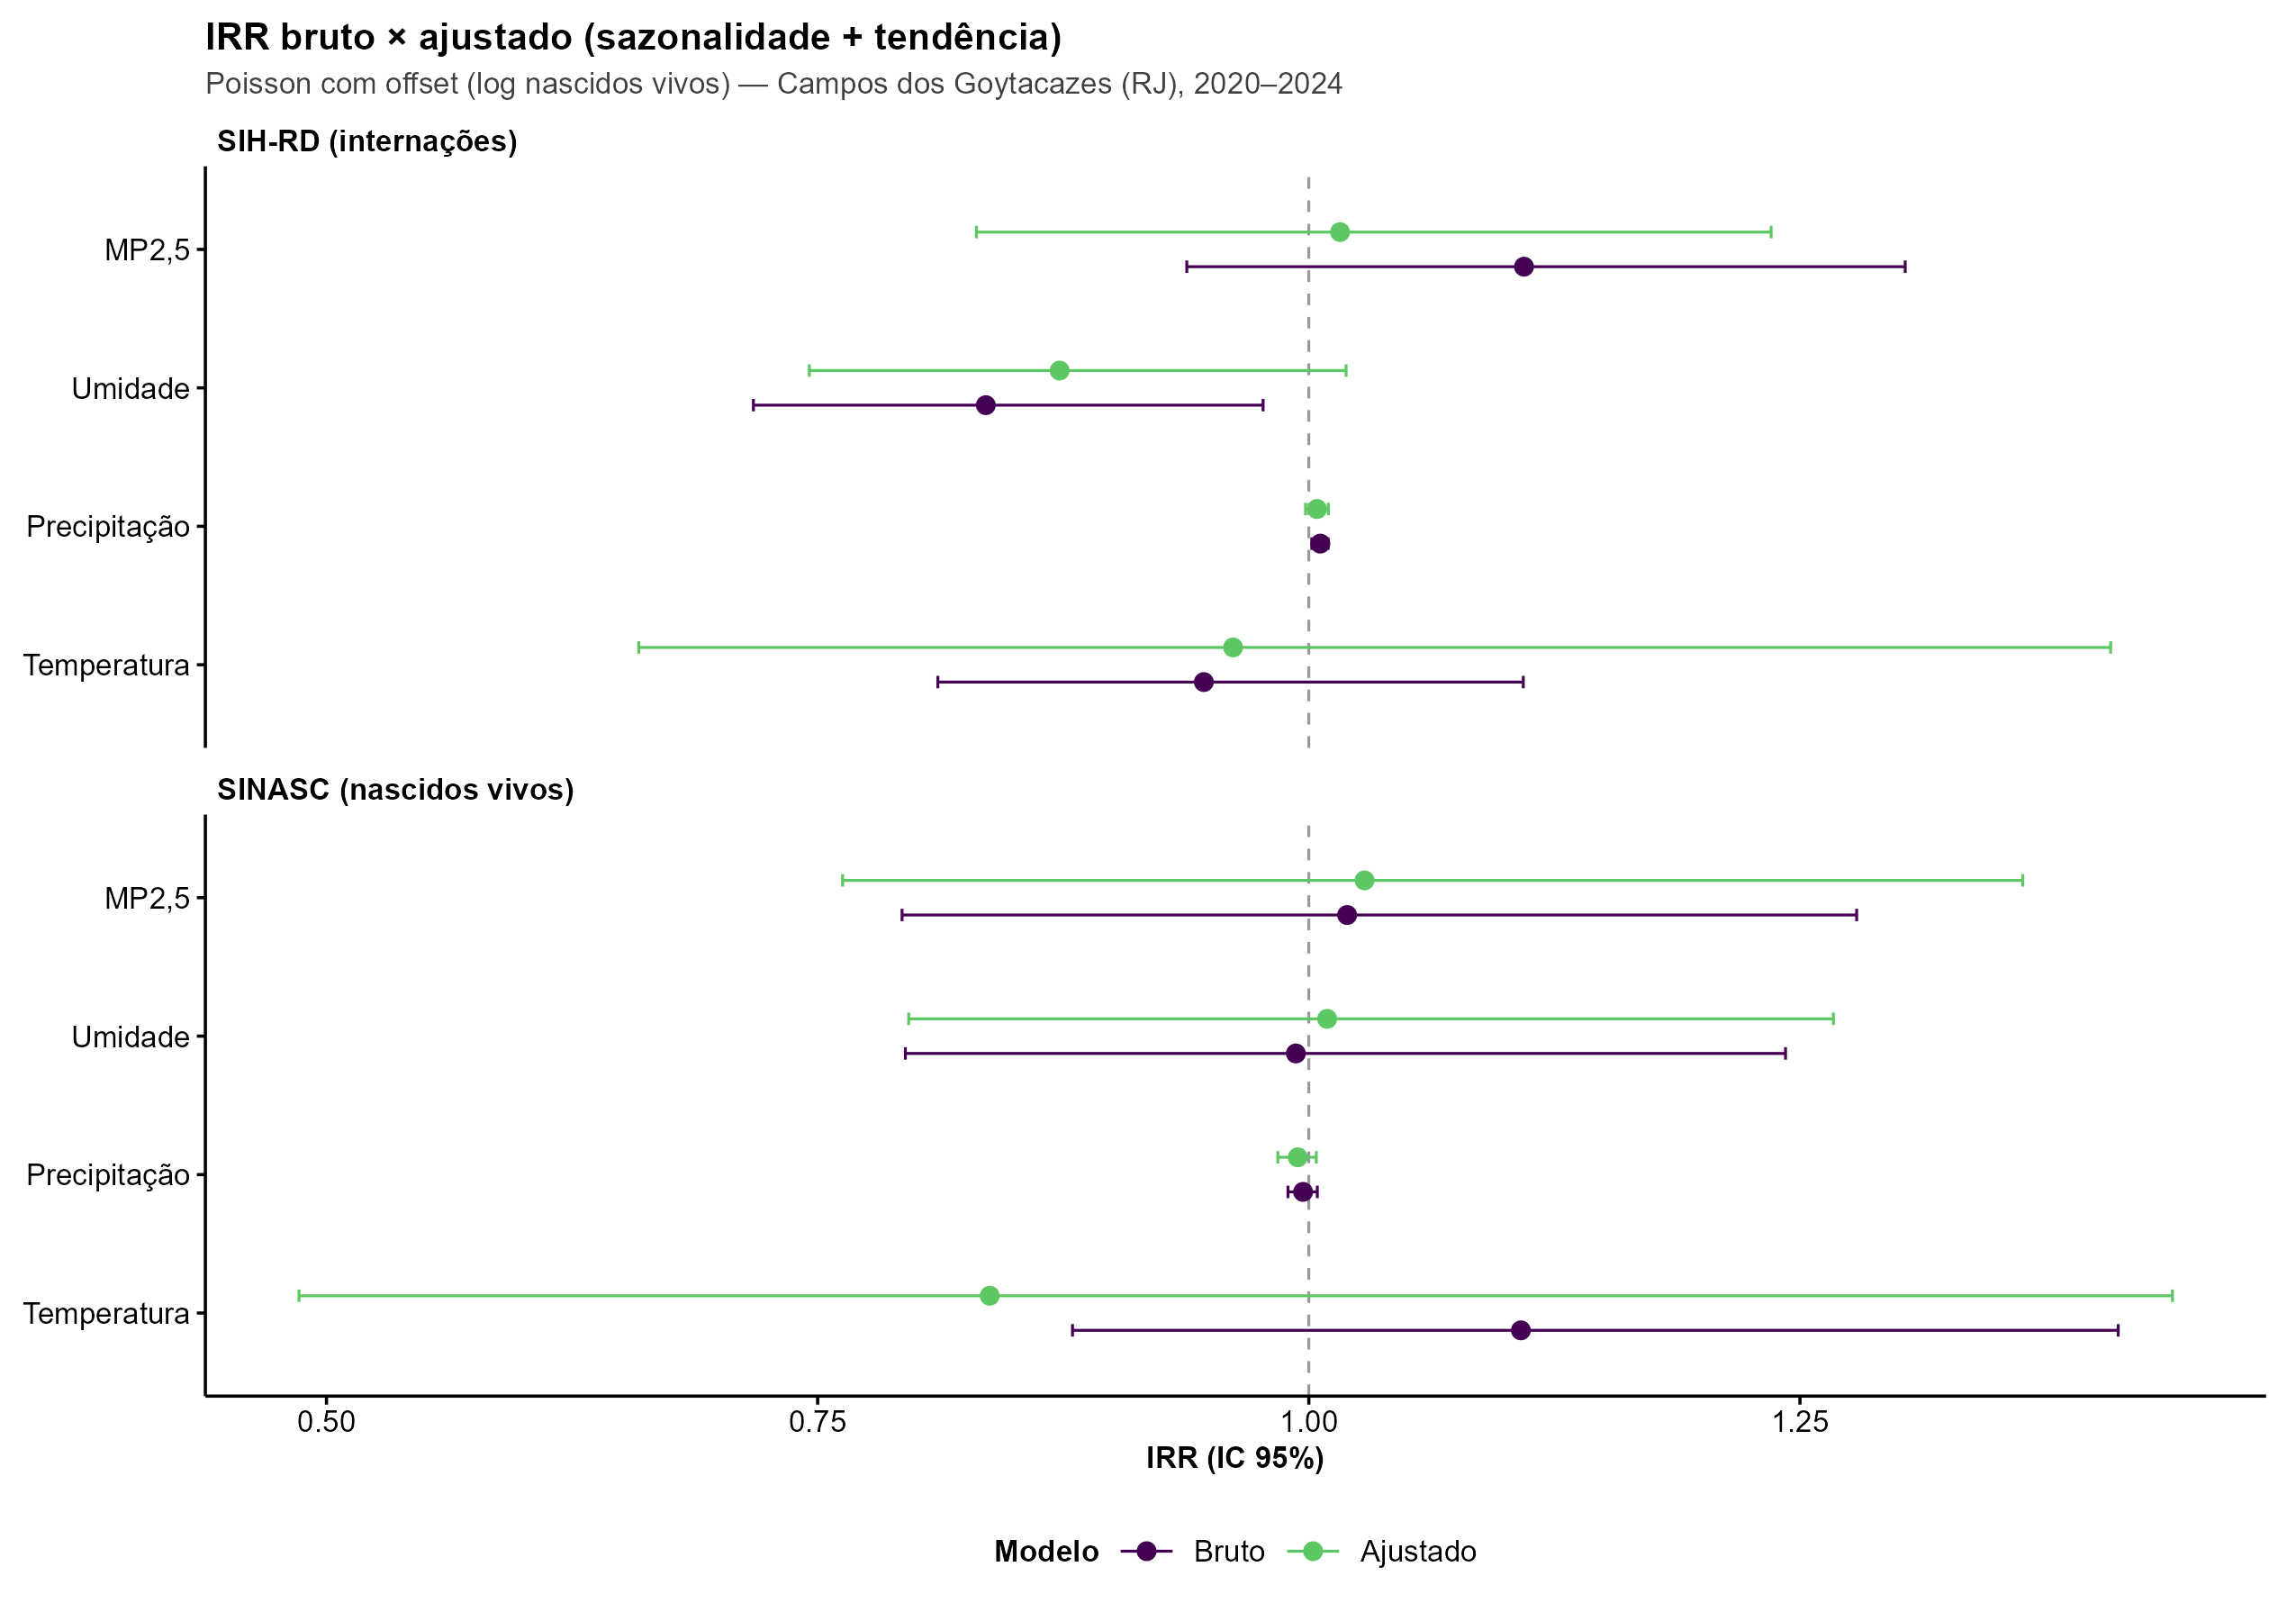 IRR bruto × ajustado (sazonalidade + tendência)
Poisson com offset (log nascidos vivos) — Campos dos Goytacazes (RJ), 2020–2024
SIH-RD (internações)
MP2,5
Umidade
Precipitação
Temperatura
SINASC (nascidos vivos)
MP2,5
Umidade
Precipitação
Temperatura
0.50 0.75 1.00 1.25
IRR (IC 95%)
Modelo Bruto Ajustado